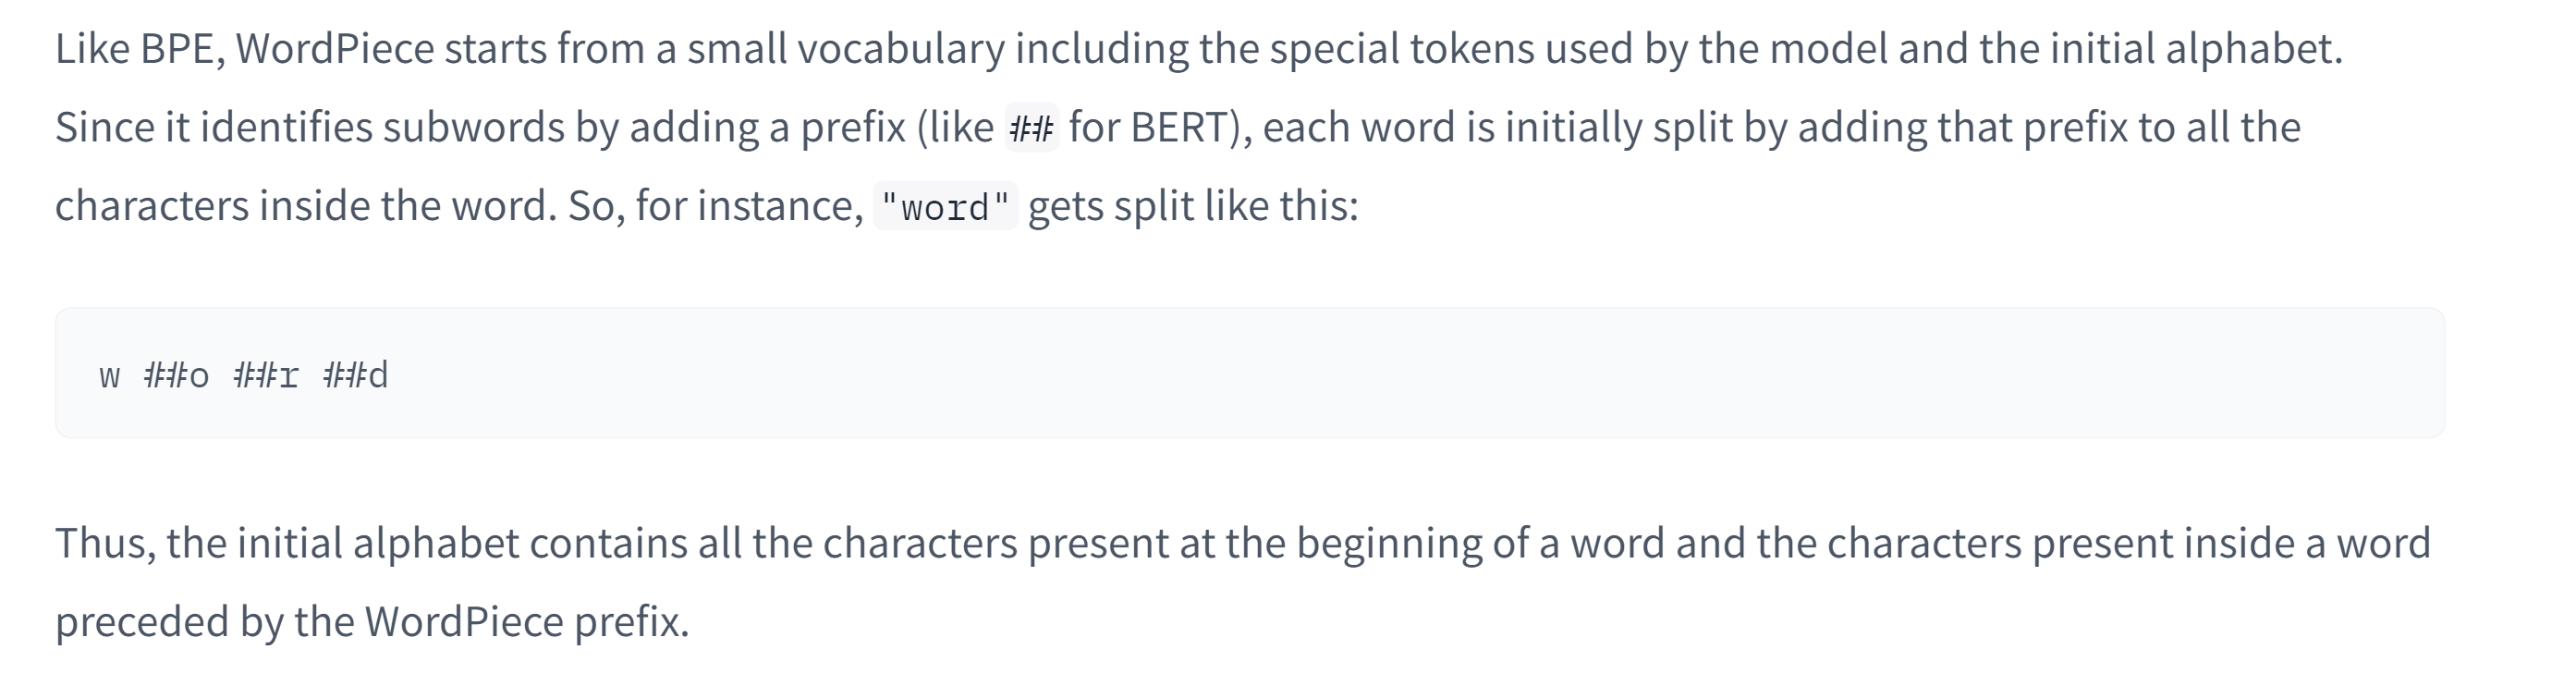 Like BPE, WordPiece starts from a small vocabulary including the special tokens used by the model and the initial alphabet.
Since it identifies subwords by adding a prefix (like ## for BERT), each word is initially split by adding that prefix to all the
characters inside the word. So, for instance, "word" gets split like this:
w ##o ##r ##d
Thus, the initial alphabet contains all the characters present at the beginning of a word and the characters present inside a word
preceded by the WordPiece prefix.